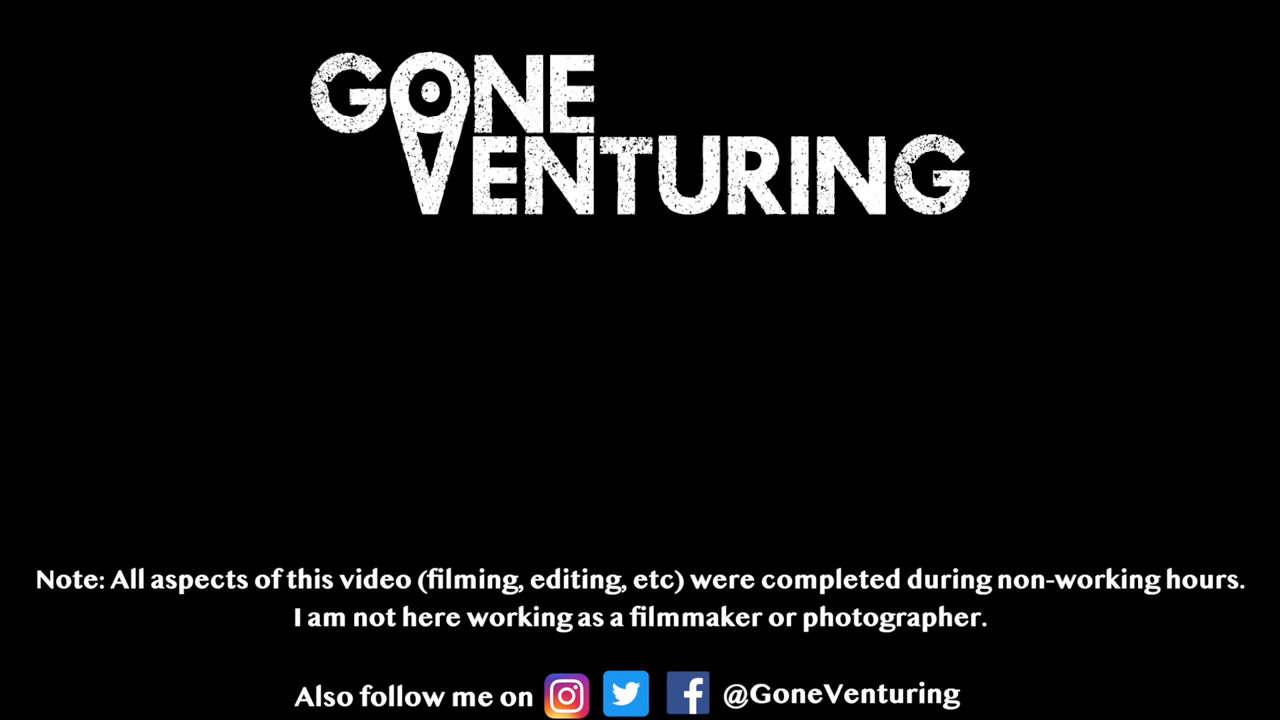 GONE
VENTURING
Note: All aspects of this video (filming, editing, etc) were completed during non-working hours.
I am not here working as a filmmaker or photographer.
Also follow me on @GoneVenturing